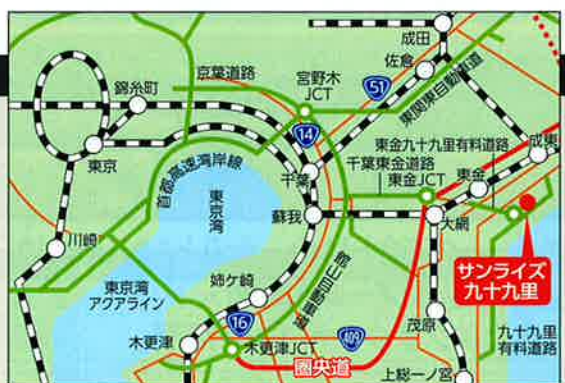 成田
佐倉
京葉道路
宮野木
JCT
51
東関東自動車道
錦糸町
14
東金九十九里有料道路
成東
東京
首都高速湾岸線
千葉
千葉東金道路
東金JCT
東金
東京湾
蘇我
大網
川崎
館山自動車道
サンライズ
九十九里
東京湾
アクアライン
姉ケ崎
16
茂原
409
九十九里
有料道路
木更津
木更津JCT
圏央道
上総一ノ宮